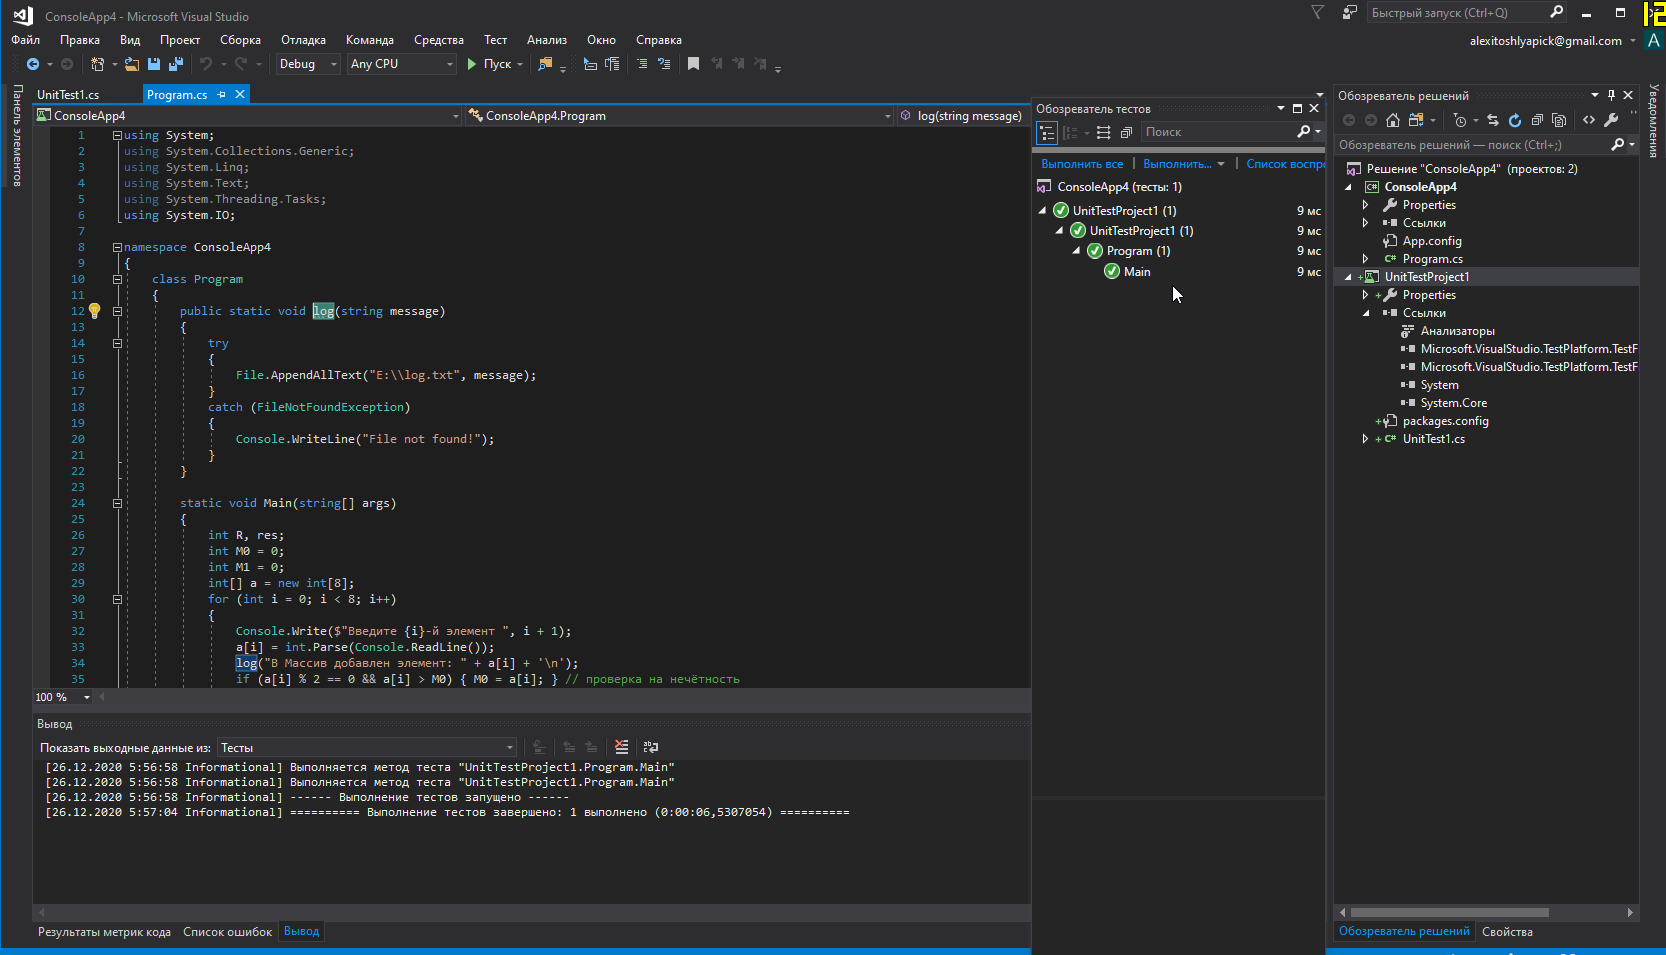 ConsoleApp4 - Microsoft Visual Studio
Быстрый запуск (Ctrl+Q)
12
Файл Правка Вид Проект Сборка Отладка Команда Средства Тест Анализ Окно Справка
alexitoshlyapick@gmail.com A
Debug Any CPU Пуск
Панель элементов
UnitTest1.cs Program.cs
ConsoleApp4 ConsoleApp4.Program log(string message)
1 using System;
2 using System.Collections.Generic;
3 using System.Linq;
4 using System.Text;
5 using System.Threading.Tasks;
6 using System.IO;
7
8 namespace ConsoleApp4
9 {
10 class Program
11 {
12 public static void log(string message)
13 {
14 try
15 {
16 File.AppendAllText("E:\\log.txt", message);
17 }
18 catch (FileNotFoundException)
19 {
20 Console.WriteLine("File not found!");
21 }
22 }
23
24 static void Main(string[] args)
25 {
26 int R, res;
27 int M0 = 0;
28 int M1 = 0;
29 int[] a = new int[8];
30 for (int i = 0; i < 8; i++)
31 {
32 Console.Write($"Введите {i}-й элемент ", i + 1);
33 a[i] = int.Parse(Console.ReadLine());
34 log("В Массив добавлен элемент: " + a[i] + '\n');
35 if (a[i] % 2 == 0 && a[i] > M0) { M0 = a[i]; } // проверка на нечётность
100 %
Вывод
Показать выходные данные из: Тесты
[26.12.2020 5:56:58 Informational] Выполняется метод теста "UnitTestProject1.Program.Main"
[26.12.2020 5:56:58 Informational] Выполняется метод теста "UnitTestProject1.Program.Main"
[26.12.2020 5:56:58 Informational] ------ Выполнение тестов запущено ------
[26.12.2020 5:57:04 Informational] ========== Выполнение тестов завершено: 1 выполнено (0:00:06,5307054) ==========
Результаты метрик кода Список ошибок Вывод
Обозреватель тестов
Поиск
Выполнить все Выполнить... Список воспр
ConsoleApp4 (тесты: 1)
UnitTestProject1 (1) 9 мс
UnitTestProject1 (1) 9 мс
Program (1) 9 мс
Main 9 мс
Обозреватель решений
Обозреватель решений — поиск (Ctrl+;)
Решение "ConsoleApp4" (проектов: 2)
ConsoleApp4
Properties
Ссылки
App.config
Program.cs
UnitTestProject1
Properties
Ссылки
Анализаторы
Microsoft.VisualStudio.TestPlatform.TestF
Microsoft.VisualStudio.TestPlatform.TestF
System
System.Core
packages.config
UnitTest1.cs
Обозреватель решений Свойства
Уведомления